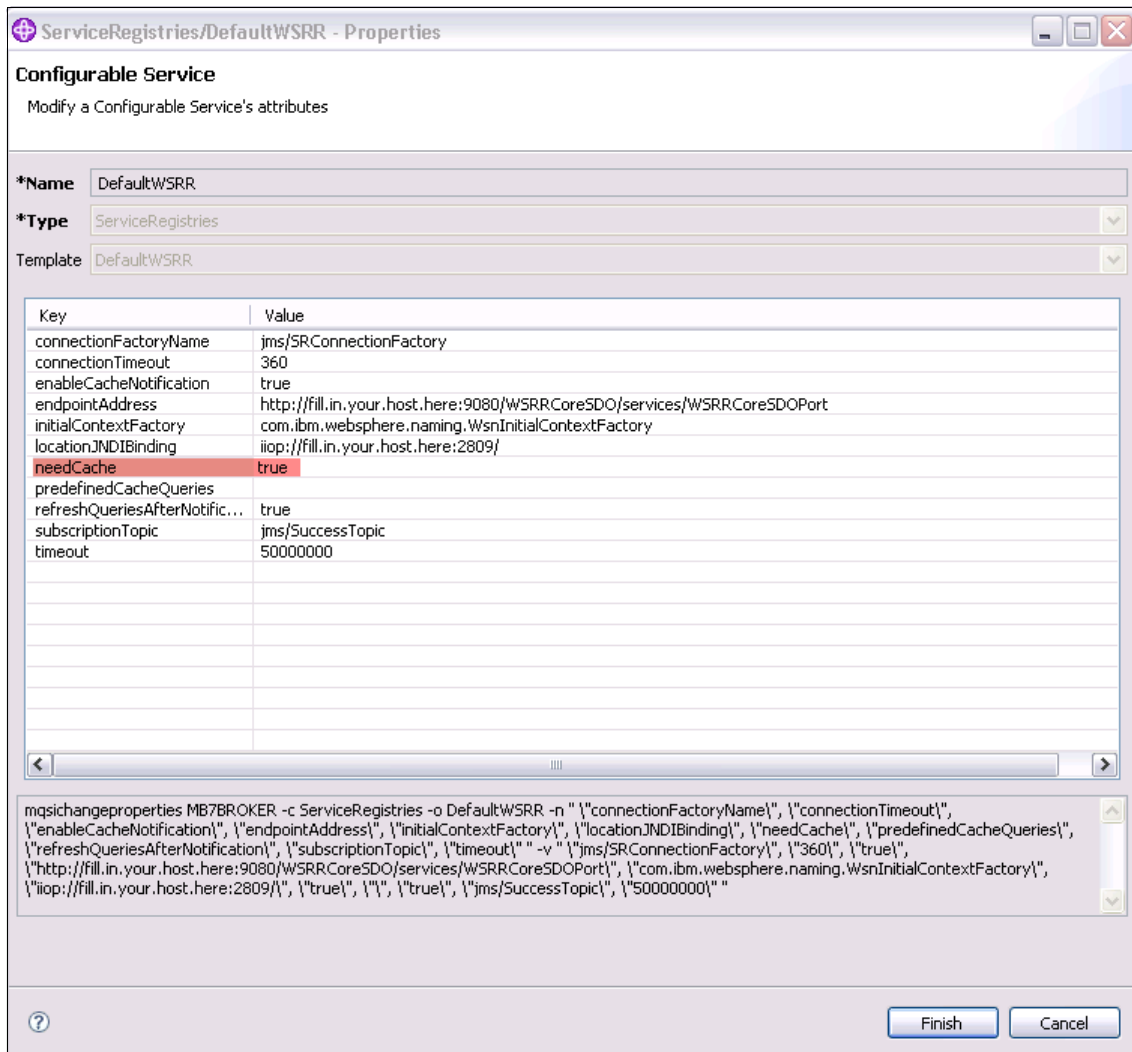 ServiceRegistries/DefaultWSRR - Properties
Configurable Service
Modify a Configurable Service's attributes
*Name DefaultWSRR
*Type ServiceRegistries
Template DefaultWSRR
Key Value
connectionFactoryName jms/SRConnectionFactory
connectionTimeout 360
enableCacheNotification true
endpointAddress http://fill.in.your.host.here:9080/WSRRCoreSDO/services/WSRRCoreSDOPort
initialContextFactory com.ibm.websphere.naming.WsnInitialContextFactory
locationJNDIBinding iiop://fill.in.your.host.here:2809/
needCache true
predefinedCacheQueries
refreshQueriesAfterNotific... true
subscriptionTopic jms/SuccessTopic
timeout 50000000
mqsichangeproperties MB7BROKER -c ServiceRegistries -o DefaultWSRR -n " \"connectionFactoryName\", \"connectionTimeout\",
\"enableCacheNotification\", \"endpointAddress\", \"initialContextFactory\", \"locationJNDIBinding\", \"needCache\", \"predefinedCacheQueries\",
\"refreshQueriesAfterNotification\", \"subscriptionTopic\", \"timeout\" " -v " \"jms/SRConnectionFactory\", \"360\", \"true\",
\"http://fill.in.your.host.here:9080/WSRRCoreSDO/services/WSRRCoreSDOPort\", \"com.ibm.websphere.naming.WsnInitialContextFactory\",
\"iiop://fill.in.your.host.here:2809/\", \"true\", \"\", \"true\", \"jms/SuccessTopic\", \"50000000\" "
? Finish Cancel